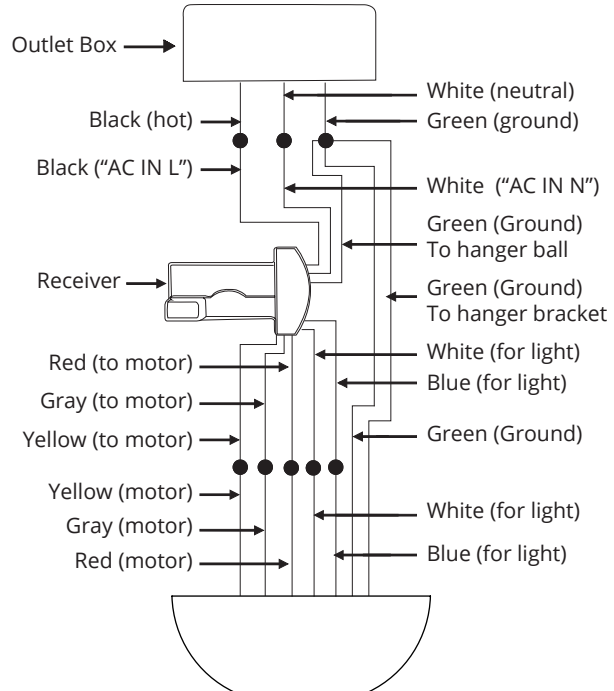 Outlet Box
White (neutral)
Black (hot)
Green (ground)
Black (“AC IN L”)
White (“AC IN N”)
Green (Ground)
To hanger ball
Receiver
Green (Ground)
To hanger bracket
Red (to motor)
White (for light)
Gray (to motor)
Blue (for light)
Yellow (to motor)
Green (Ground)
Yellow (motor)
White (for light)
Gray (motor)
Blue (for light)
Red (motor)